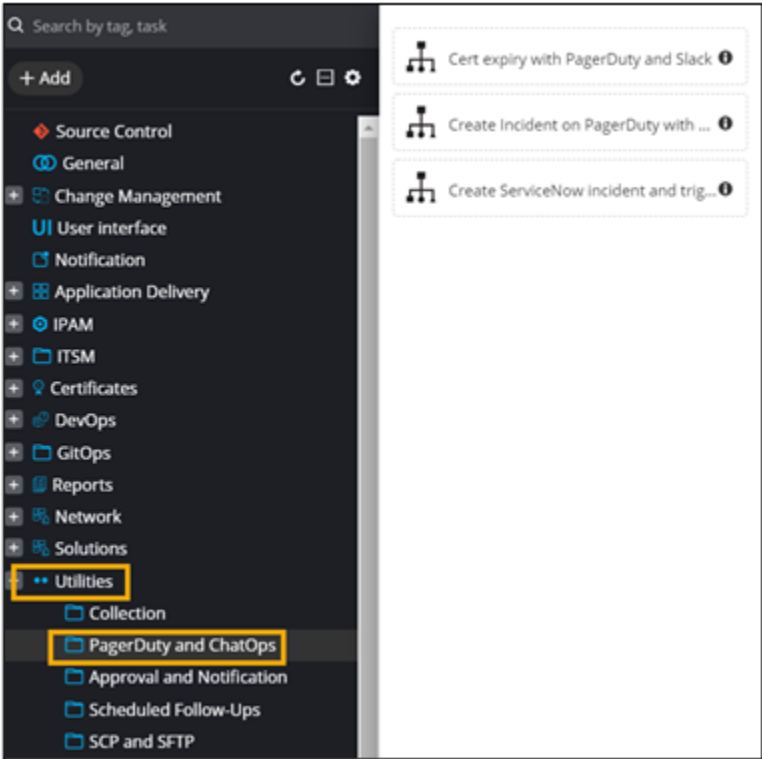 Search by tag, task
+ Add
Source Control
General
Change Management
User interface
Notification
Application Delivery
IPAM
ITSM
Certificates
DevOps
GitOps
Reports
Network
Solutions
Utilities
Collection
PagerDuty and ChatOps
Approval and Notification
Scheduled Follow-Ups
SCP and SFTP
Cert expiry with PagerDuty and Slack
Create Incident on PagerDuty with ...
Create ServiceNow incident and trig...